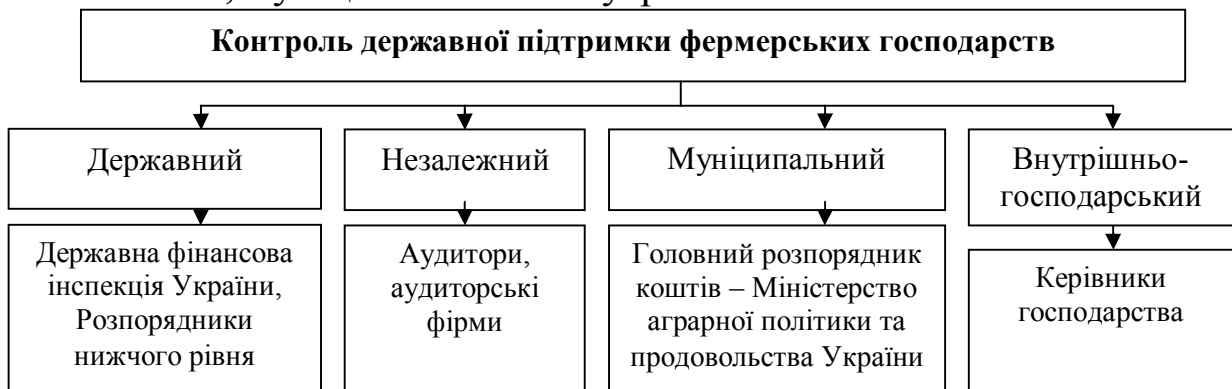 Контроль державної підтримки фермерських господарств
Державний
Незалежний
Муніципальний
Внутрішньо-
господарський
Державна фінансова
інспекція України,
Розпорядники
нижчого рівня
Аудитори,
аудиторські
фірми
Головний розпорядник
коштів – Міністерство
аграрної політики та
продовольства України
Керівники
господарства